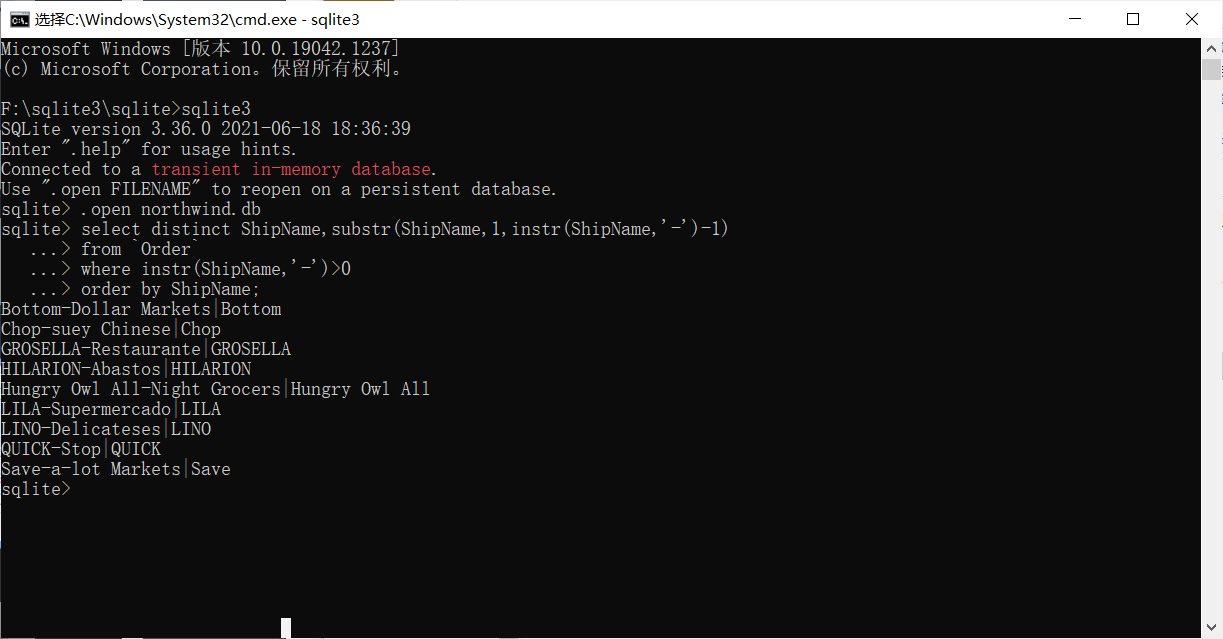 选择C:\Windows\System32\cmd.exe - sqlite3
Microsoft Windows [版本 10.0.19042.1237]
(c) Microsoft Corporation。保留所有权利。
F:\sqlite3\sqlite>sqlite3
SQLite version 3.36.0 2021-06-18 18:36:39
Enter ".help" for usage hints.
Connected to a transient in-memory database.
Use ".open FILENAME" to reopen on a persistent database.
sqlite> .open northwind.db
sqlite> select distinct ShipName,substr(ShipName,1,instr(ShipName,'-')-1)
   ...> from `Order`
   ...> where instr(ShipName,'-')>0
   ...> order by ShipName;
Bottom-Dollar Markets|Bottom
Chop-suey Chinese|Chop
GROSELLA-Restaurante|GROSELLA
HILARION-Abastos|HILARION
Hungry Owl All-Night Grocers|Hungry Owl All
LILA-Supermercado|LILA
LINO-Delicateses|LINO
QUICK-Stop|QUICK
Save-a-lot Markets|Save
sqlite>